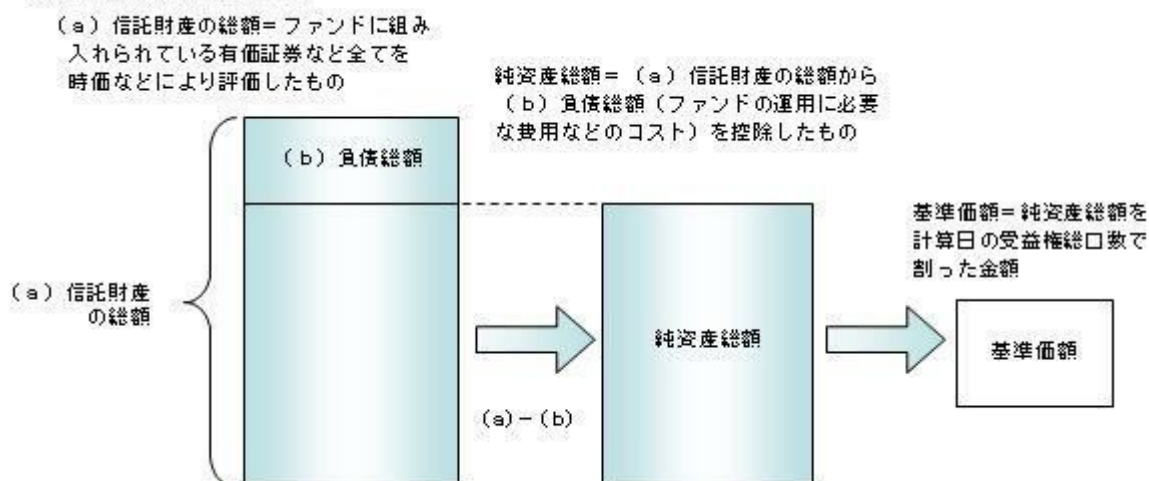 （a）信託財産の総額＝ファンドに組み
入れられている有価証券など全てを
時価などにより評価したもの
純資産総額＝（a）信託財産の総額から
（b）負債総額（ファンドの運用に必要
な費用などのコスト）を控除したもの
（b）負債総額
基準価額＝純資産総額を
計算日の受益権総口数で
割った金額
（a）信託財産
の総額
純資産総額
基準価額
(a)－(b)